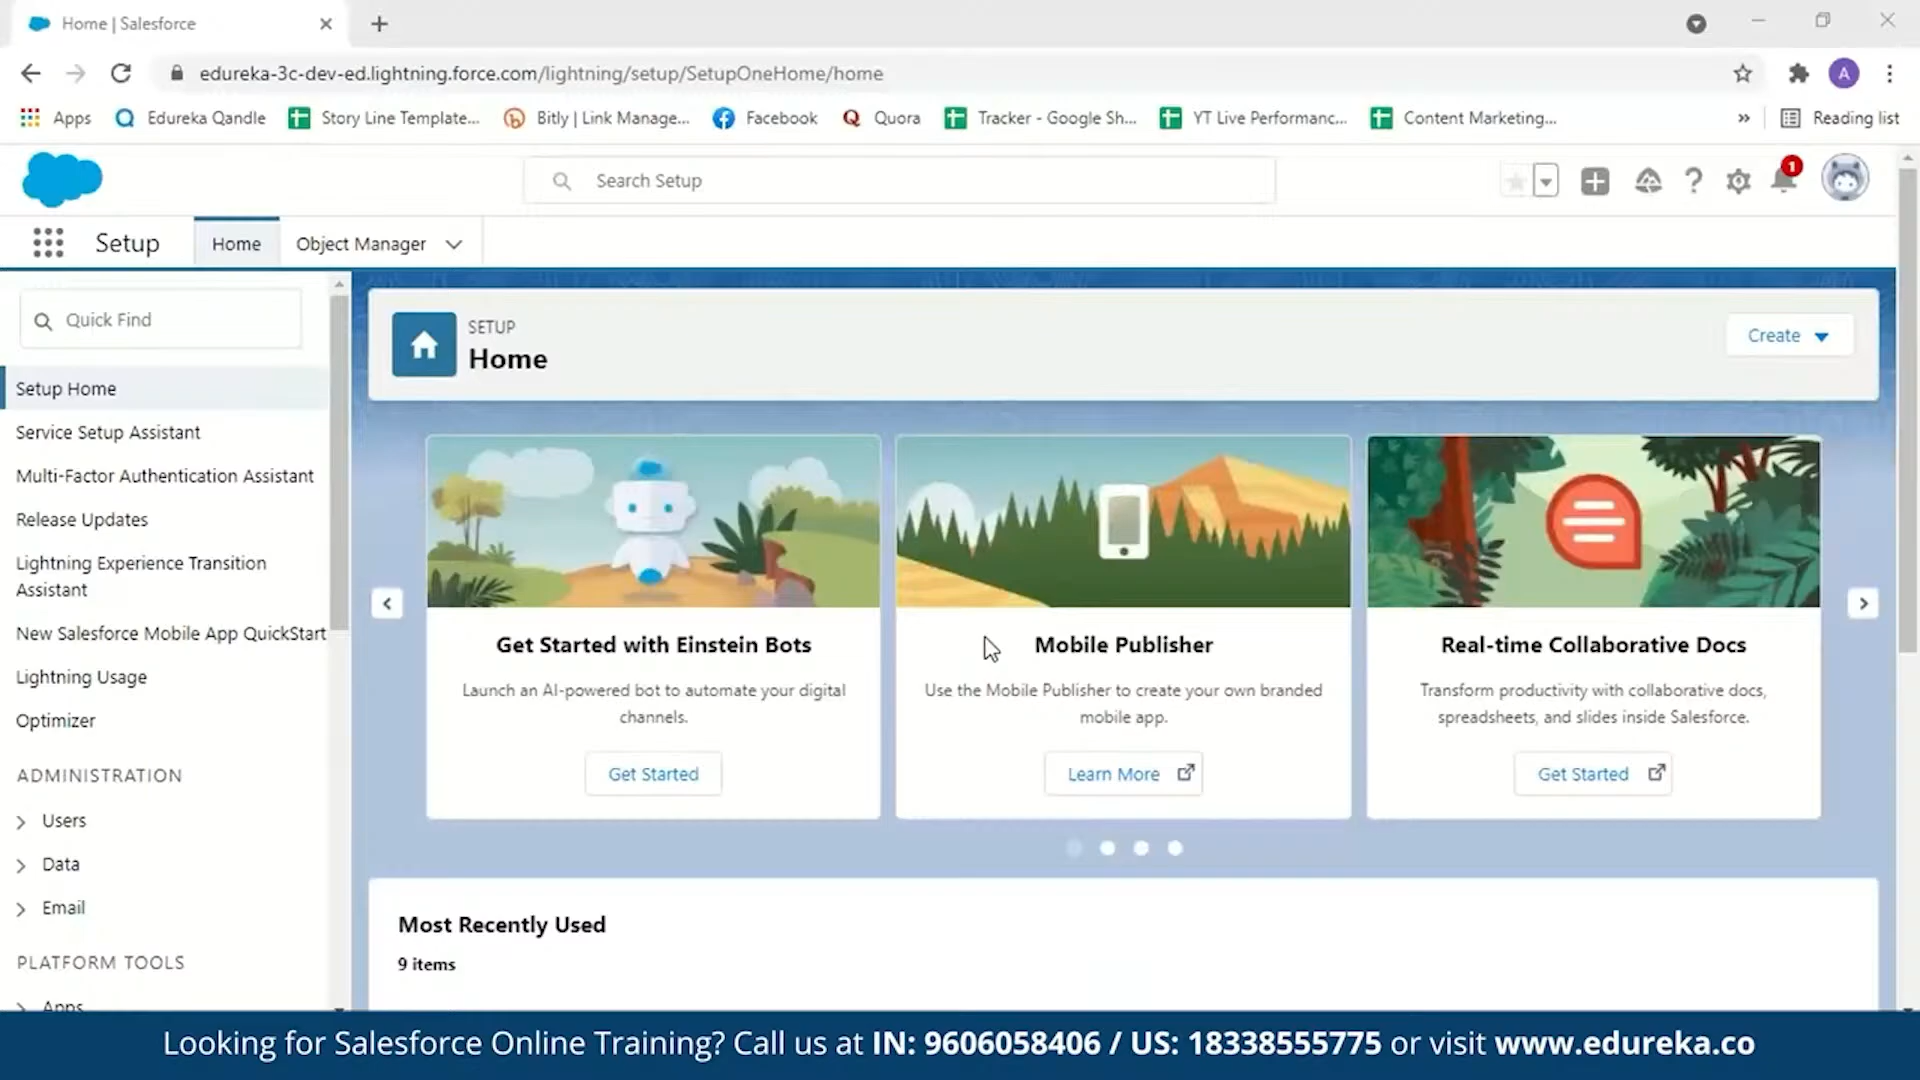 Home | Salesforce
edureka-3c-dev-ed.lightning.force.com/lightning/setup/SetupOneHome/home
A
Apps
Edureka Qandle
Story Line Template...
Bitly | Link Manage...
Facebook
Quora
Tracker - Google Sh...
YT Live Performanc...
Content Marketing...
»
Reading list
Search Setup
1
Setup
Home
Object Manager
Quick Find
Setup Home
Service Setup Assistant
Multi-Factor Authentication Assistant
Release Updates
Lightning Experience Transition
Assistant
New Salesforce Mobile App QuickStart
Lightning Usage
Optimizer
ADMINISTRATION
Users
Data
Email
PLATFORM TOOLS
Apps
SETUP
Home
Create
Get Started with Einstein Bots
Launch an AI-powered bot to automate your digital
channels.
Get Started
Mobile Publisher
Use the Mobile Publisher to create your own branded
mobile app.
Learn More
Real-time Collaborative Docs
Transform productivity with collaborative docs,
spreadsheets, and slides inside Salesforce.
Get Started
Most Recently Used
9 items
Looking for Salesforce Online Training? Call us at IN: 9606058406 / US: 18338555775 or visit www.edureka.co